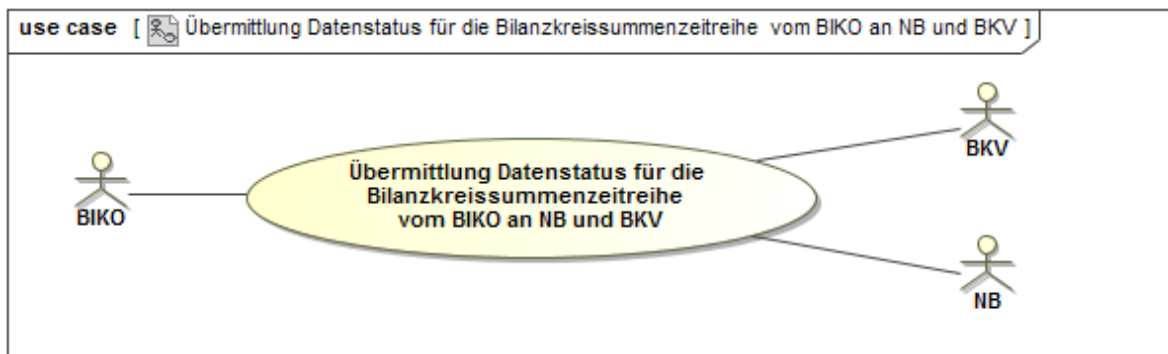 use case [ Übermittlung Datenstatus für die Bilanzkreissummenzeitreihe vom BIKO an NB und BKV ]
BKV
Übermittlung Datenstatus für die
Bilanzkreissummenzeitreihe
vom BIKO an NB und BKV
BIKO
NB